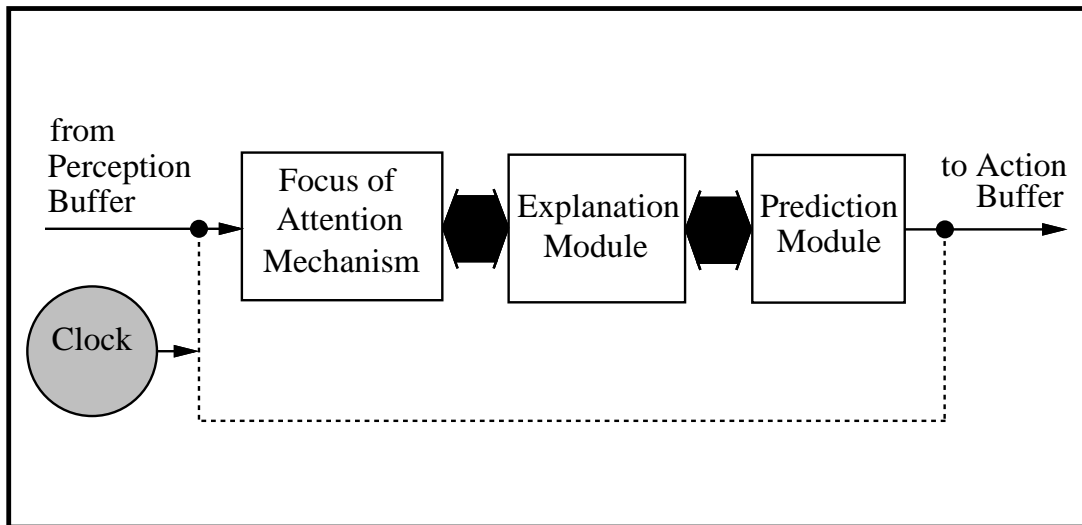 from
Perception
Buffer
Focus of
Attention
Mechanism
Explanation
Module
Prediction
Module
to Action
Buffer
Clock